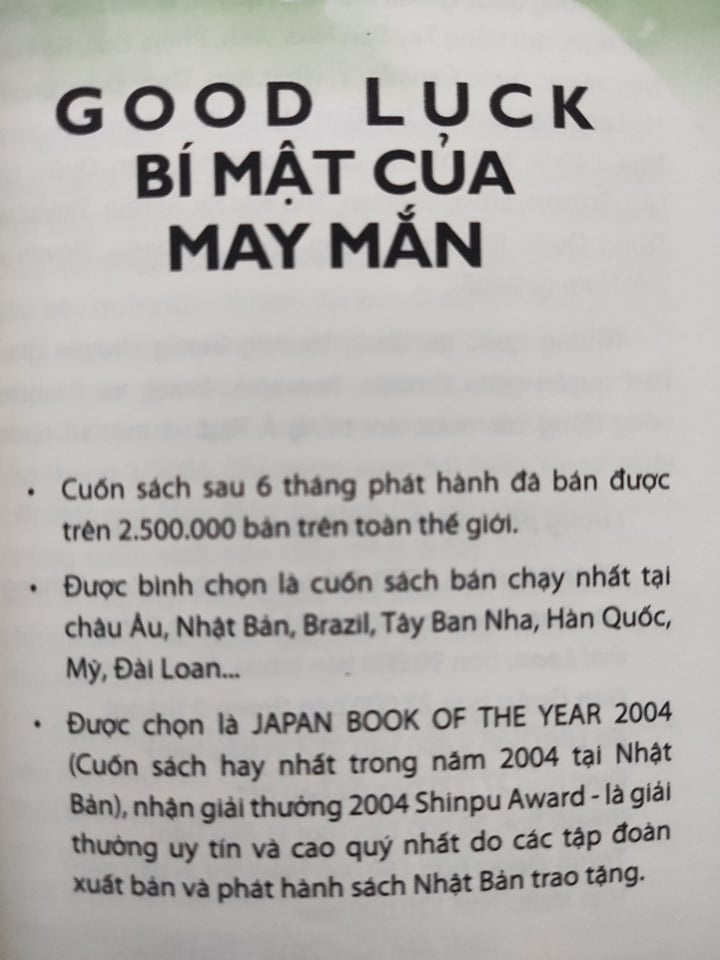 GOOD LUCK
BÍ MẬT CỦA
MAY MẮN
• Cuốn sách sau 6 tháng phát hành đã bán được
trên 2.500.000 bản trên toàn thế giới.
• Được bình chọn là cuốn sách bán chạy nhất tại
châu Âu, Nhật Bản, Brazil, Tây Ban Nha, Hàn Quốc,
Mỹ, Đài Loan...
• Được chọn là JAPAN BOOK OF THE YEAR 2004
(Cuốn sách hay nhất trong năm 2004 tại Nhật
Bản), nhận giải thưởng 2004 Shinpu Award - là giải
thưởng uy tín và cao quý nhất do các tập đoàn
xuất bản và phát hành sách Nhật Bản trao tặng.